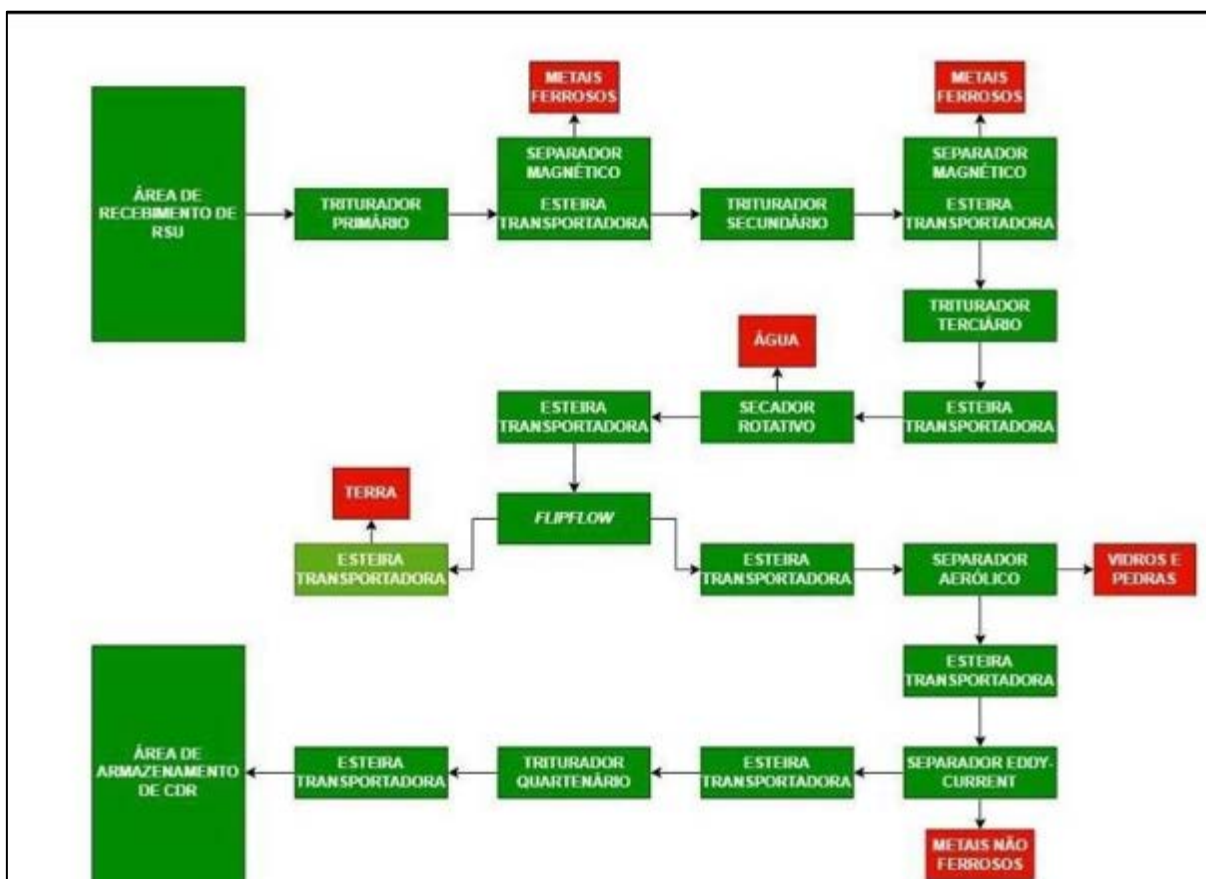 METAIS
FERROSOS
METAIS
FERROSOS
SEPARADOR
MAGNÉTICO
SEPARADOR
MAGNÉTICO
ÁREA DE
RECEBIMENTO DE
RSU
TRITURADOR
PRIMÁRIO
ESTEIRA
TRANSPORTADORA
TRITURADOR
SECUNDÁRIO
ESTEIRA
TRANSPORTADORA
TRITURADOR
TERCIÁRIO
ÁGUA
ESTEIRA
TRANSPORTADORA
SECADOR
ROTATIVO
ESTEIRA
TRANSPORTADORA
TERRA
FLIPFLOW
ESTEIRA
TRANSPORTADORA
ESTEIRA
TRANSPORTADORA
SEPARADOR
AERÓLICO
VIDROS E
PEDRAS
ESTEIRA
TRANSPORTADORA
ÁREA DE
ARMAZENAMENTO
DE CDR
ESTEIRA
TRANSPORTADORA
TRITURADOR
QUARTENÁRIO
ESTEIRA
TRANSPORTADORA
SEPARADOR EDDY-
CURRENT
METAIS NÃO
FERROSOS